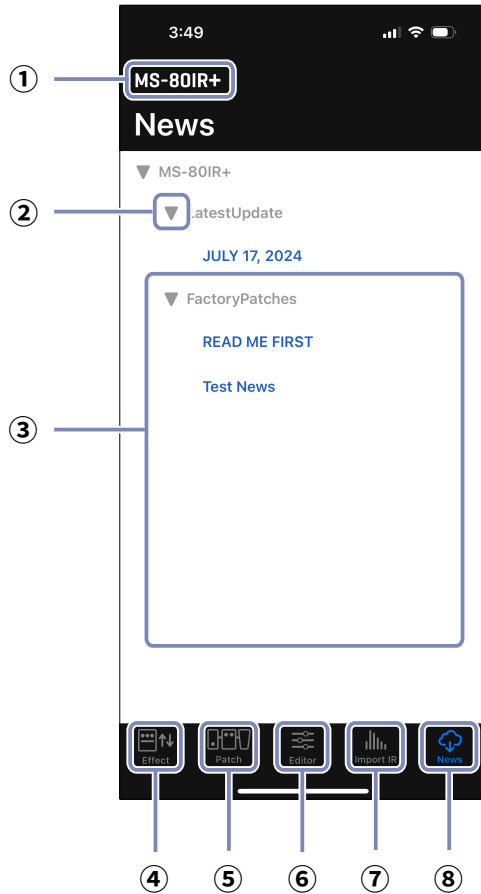 3:49
① MS-80IR+
News
▼ MS-80IR+
② ▼ .atestUpdate
JULY 17, 2024
▼ FactoryPatches
READ ME FIRST
Test News
③
Effect Patch Editor Import IR News
④ ⑤ ⑥ ⑦ ⑧